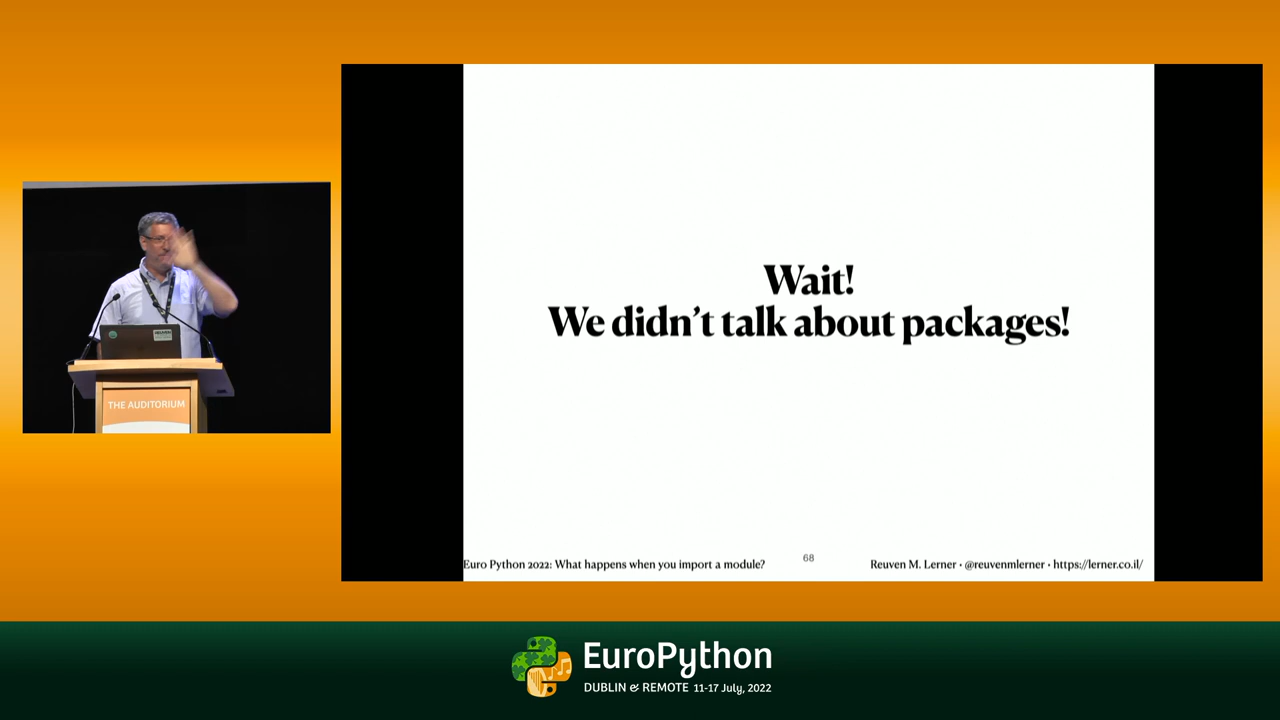 Wait!
We didn't talk about packages!
Euro Python 2022: What happens when you import a module?
68
Reuven M. Lerner • @reuvenmlerner • https://lerner.co.il/
THE AUDITORIUM
EuroPython
DUBLIN & REMOTE 11-17 July, 2022